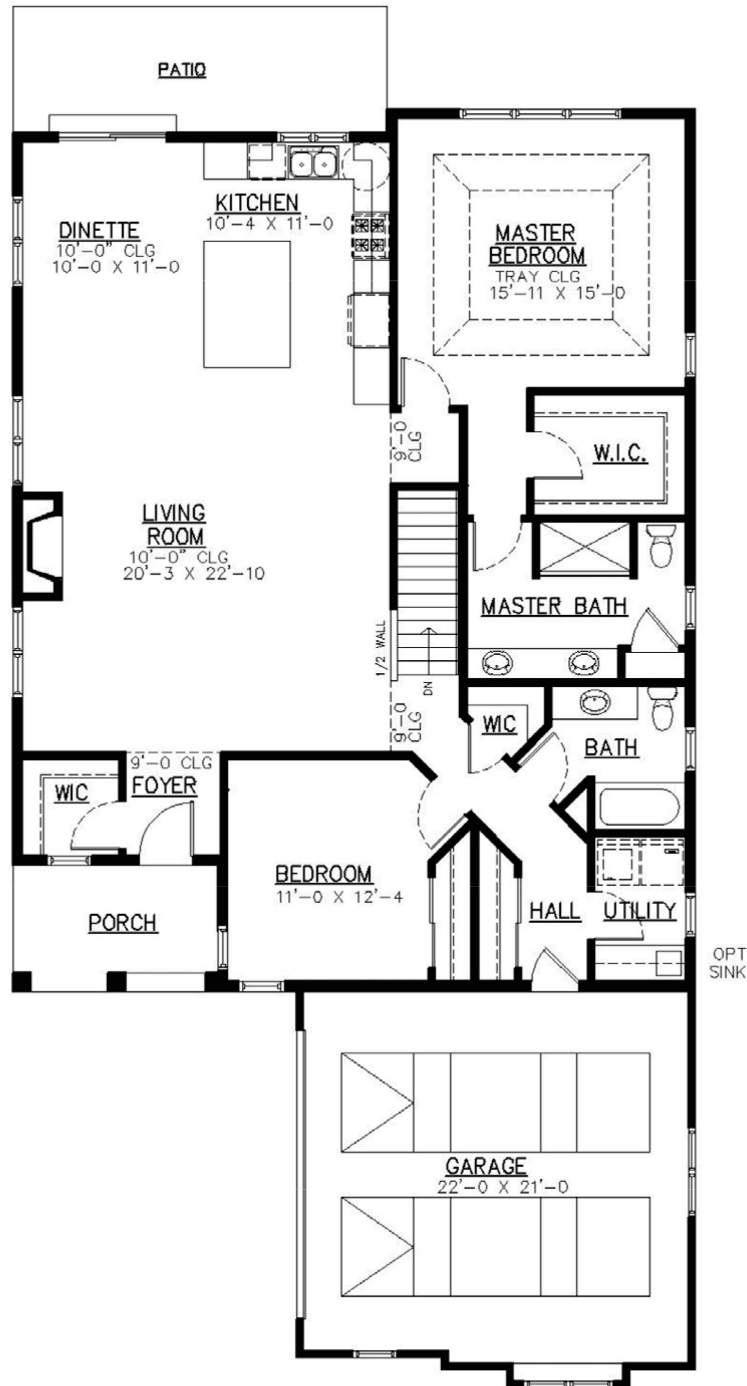 PATIO
KITCHEN
10'-4 X 11'-0
DINETTE
10'-0" CLG
10'-0 X 11'-0
MASTER
BEDROOM
TRAY CLG
15'-11 X 15'-0
9'-0
CLG
W.I.C.
LIVING
ROOM
10'-0" CLG
20'-3 X 22'-10
MASTER BATH
1/2 WALL
DN
9'-0
CLG
WIC
BATH
9'-0 CLG
FOYER
WIC
BEDROOM
11'-0 X 12'-4
PORCH
HALL
UTILITY
OPT
SINK
GARAGE
22'-0 X 21'-0